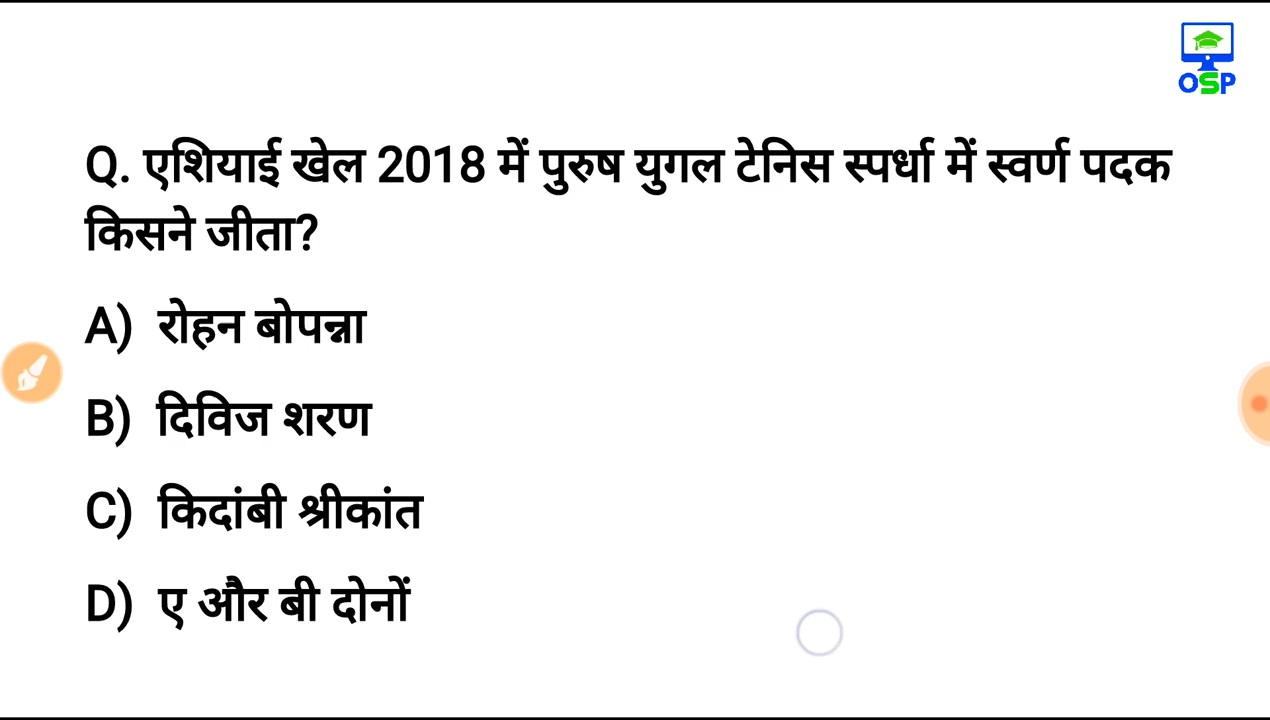 OSP
Q. एशियाई खेल 2018 में पुरुष युगल टेनिस स्पर्धा में स्वर्ण पदक
किसने जीता?
A) रोहन बोपन्ना
B) दिविज शरण
C) किदांबी श्रीकांत
D) ए और बी दोनों